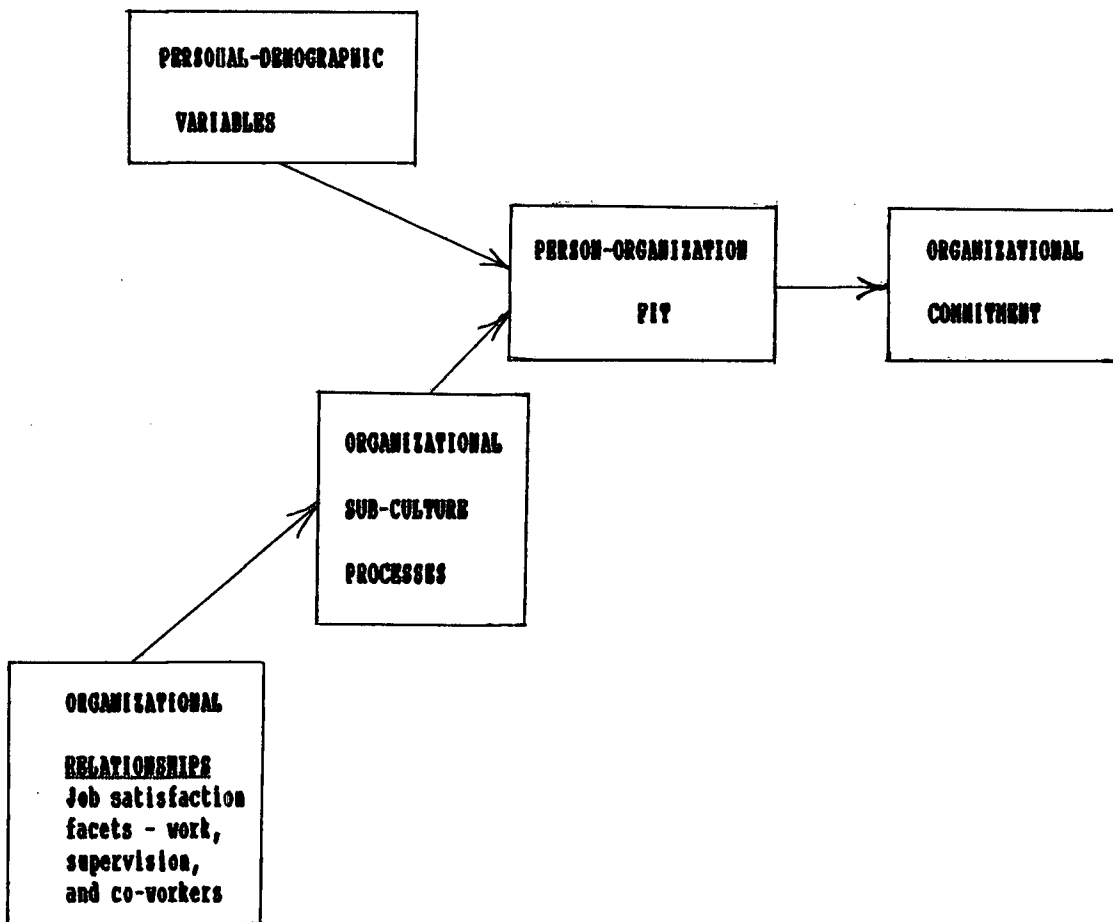 PERSONAL-DEMOGRAPHIC
VARIABLES
PERSON-ORGANIZATION
FIT
ORGANIZATIONAL
COMMITMENT
ORGANIZATIONAL
SUB-CULTURE
PROCESSES
ORGANIZATIONAL
RELATIONSHIPS
Job satisfaction
facets - work,
supervision,
and co-workers